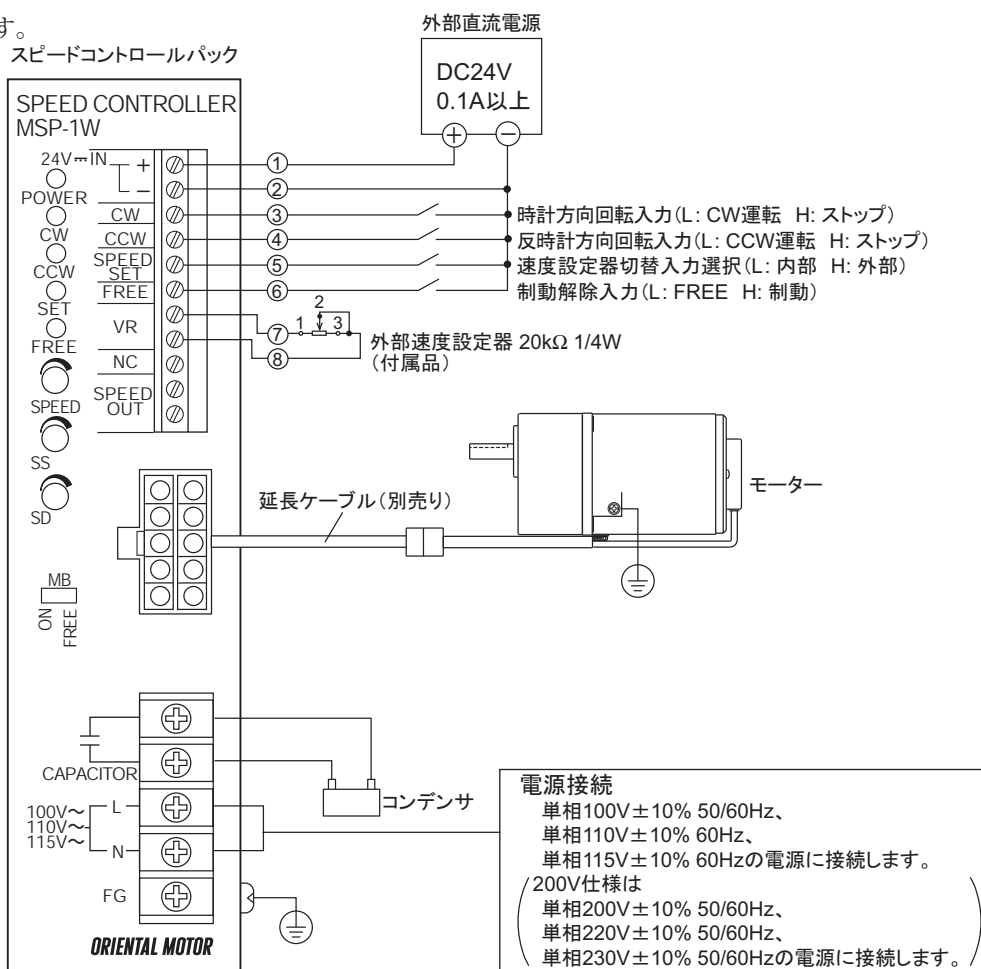 す。
スピードコントロールパック
外部直流電源
DC24V
0.1A以上
+ −
SPEED CONTROLLER
MSP-1W
24V⎓IN + ①
− ②
POWER
CW ③ 時計方向回転入力(L: CW運転 H: ストップ)
CW
CCW ④ 反時計方向回転入力(L: CCW運転 H: ストップ)
CCW
SPEED
SET ⑤ 速度設定器切替入力選択(L: 内部 H: 外部)
FREE ⑥ 制動解除入力(L: FREE H: 制動)
SET
VR ⑦ 1 2 3
⑧ 外部速度設定器 20kΩ 1/4W
(付属品)
FREE
NC
SPEED
OUT
SPEED
SS
SD
延長ケーブル(別売り)
モーター
MB
ON
FREE
CAPACITOR
コンデンサ
100V〜
110V〜
115V〜
L
N
FG
ORIENTAL MOTOR
電源接続
単相100V±10% 50/60Hz、
単相110V±10% 60Hz、
単相115V±10% 60Hzの電源に接続します。
200V仕様は
単相200V±10% 50/60Hz、
単相220V±10% 50/60Hz、
単相230V±10% 50/60Hzの電源に接続します。